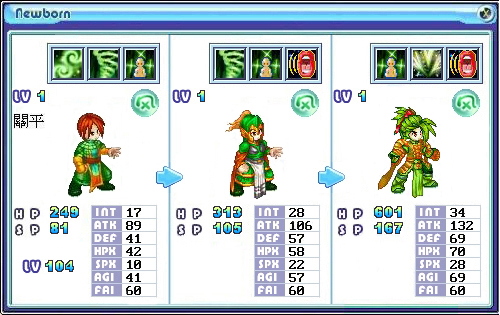 Newborn
LV 1
關平
HP 249
SP 81
LV 104
INT 17
ATK 89
DEF 41
HPX 42
SPX 10
AGI 41
FAI 60
LV 1
HP 313
SP 105
INT 28
ATK 106
DEF 57
HPX 58
SPX 22
AGI 57
FAI 60
LV 1
HP 601
SP 167
INT 34
ATK 132
DEF 69
HPX 70
SPX 28
AGI 69
FAI 60